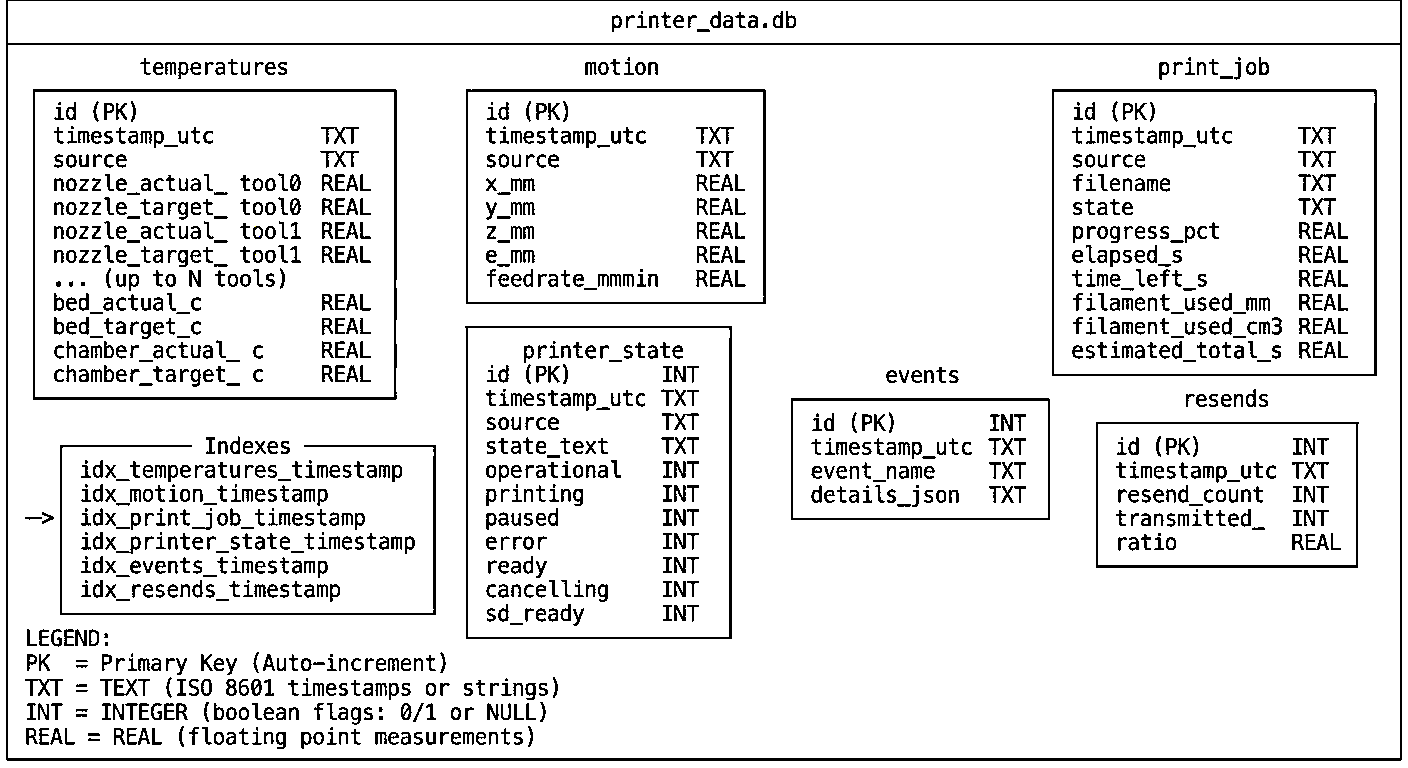 printer_data.db
temperatures
id (PK)
timestamp_utc TXT
source TXT
nozzle_actual_ tool0 REAL
nozzle_target_ tool0 REAL
nozzle_actual_ tool1 REAL
nozzle_target_ tool1 REAL
... (up to N tools)
bed_actual_c REAL
bed_target_c REAL
chamber_actual_ c REAL
chamber_target_ c REAL
motion
id (PK)
timestamp_utc TXT
source TXT
x_mm REAL
y_mm REAL
z_mm REAL
e_mm REAL
feedrate_mmmin REAL
print_job
id (PK)
timestamp_utc TXT
source TXT
filename TXT
state TXT
progress_pct REAL
elapsed_s REAL
time_left_s REAL
filament_used_mm REAL
filament_used_cm3 REAL
estimated_total_s REAL
printer_state
id (PK) INT
timestamp_utc TXT
source TXT
state_text TXT
operational INT
printing INT
paused INT
error INT
ready INT
cancelling INT
sd_ready INT
events
id (PK) INT
timestamp_utc TXT
event_name TXT
details_json TXT
resends
id (PK) INT
timestamp_utc TXT
resend_count INT
transmitted_ INT
ratio REAL
Indexes
idx_temperatures_timestamp
idx_motion_timestamp
idx_print_job_timestamp
idx_printer_state_timestamp
idx_events_timestamp
idx_resends_timestamp
LEGEND:
PK = Primary Key (Auto-increment)
TXT = TEXT (ISO 8601 timestamps or strings)
INT = INTEGER (boolean flags: 0/1 or NULL)
REAL = REAL (floating point measurements)